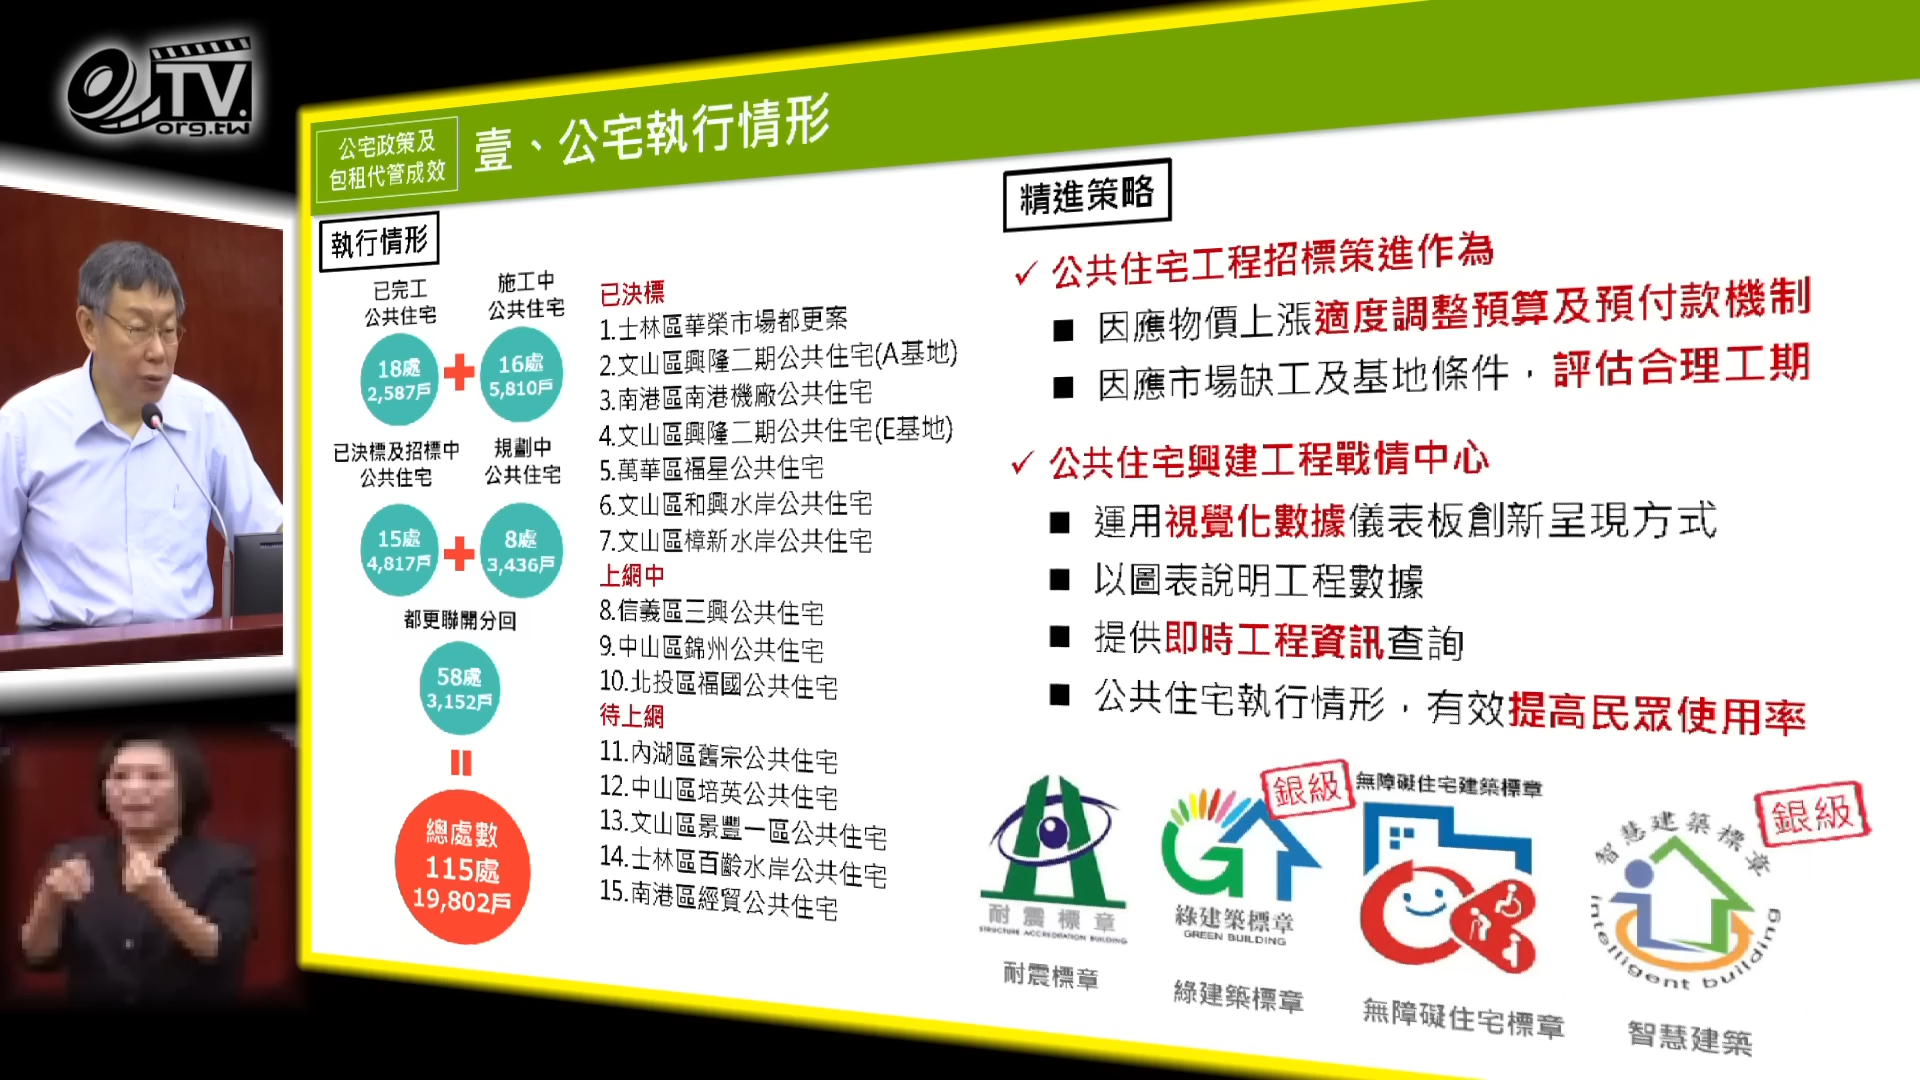 TV.
org.tw
公宅政策及
包租代管成效
壹、公宅執行情形
執行情形
已完工
公共住宅
18處
2,587戶
施工中
公共住宅
16處
5,810戶
已決標及招標中
公共住宅
15處
4,817戶
規劃中
公共住宅
8處
3,436戶
都更聯開分回
58處
3,152戶
總處數
115處
19,802戶
已決標
1.士林區華榮市場都更案
2.文山區興隆二期公共住宅(A基地)
3.南港區南港機廠公共住宅
4.文山區興隆二期公共住宅(E基地)
5.萬華區福星公共住宅
6.文山區和興水岸公共住宅
7.文山區樟新水岸公共住宅
上網中
8.信義區三興公共住宅
9.中山區錦州公共住宅
10.北投區福國公共住宅
待上網
11.內湖區舊宗公共住宅
12.中山區培英公共住宅
13.文山區景豐一區公共住宅
14.士林區百齡水岸公共住宅
15.南港區經貿公共住宅
精進策略
✓ 公共住宅工程招標策進作為
■ 因應物價上漲適度調整預算及預付款機制
■ 因應市場缺工及基地條件，評估合理工期
✓ 公共住宅興建工程戰情中心
■ 運用視覺化數據儀表板創新呈現方式
■ 以圖表說明工程數據
■ 提供即時工程資訊查詢
■ 公共住宅執行情形，有效提高民眾使用率
耐震標章
STRUCTURE ACCREDITATION BUILDING
耐震標章
銀級
綠建築標章
GREEN BUILDING
綠建築標章
無障礙住宅建築標章
無障礙住宅標章
銀級
智慧建築標章
intelligent building
智慧建築